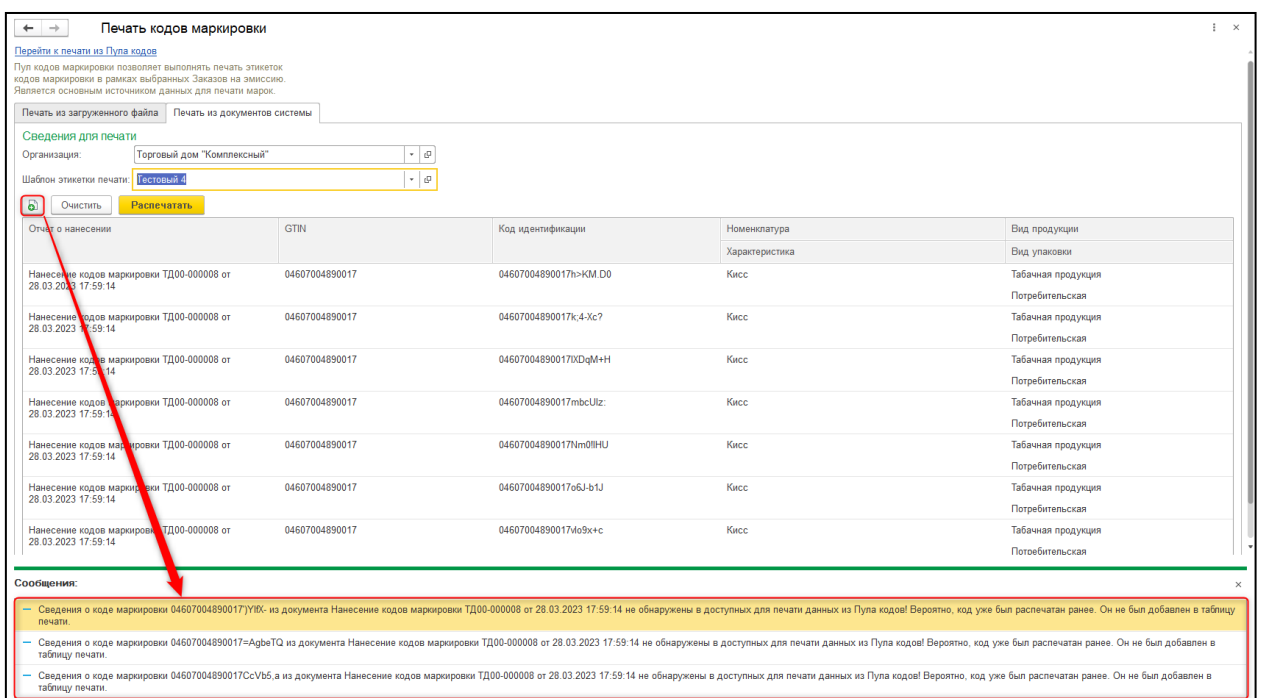 Печать кодов маркировки
Перейти к печати из Пула кодов
Пул кодов маркировки позволяет выполнять печать этикеток
кодов маркировки в рамках выбранных Заказов на эмиссию.
Является основным источником данных для печати марок.
Печать из загруженного файла Печать из документов системы
Сведения для печати
Организация: Торговый дом "Комплексный"
Шаблон этикетки печати: Тестовый 4
Очистить Распечатать
Отчет о нанесении GTIN Код идентификации Номенклатура Вид продукции
Характеристика Вид упаковки
Нанесение кодов маркировки ТД00-000008 от 04607004890017 04607004890017h>KM.D0 Кисс Табачная продукция
28.03.2023 17:59:14
Потребительская
Нанесение кодов маркировки ТД00-000008 от 04607004890017 04607004890017k;4-Xc? Кисс Табачная продукция
28.03.2023 17:59:14
Потребительская
Нанесение кодов маркировки ТД00-000008 от 04607004890017 04607004890017lXDqM+H Кисс Табачная продукция
28.03.2023 17:59:14
Потребительская
Нанесение кодов маркировки ТД00-000008 от 04607004890017 04607004890017mbcUIz: Кисс Табачная продукция
28.03.2023 17:59:14
Потребительская
Нанесение кодов маркировки ТД00-000008 от 04607004890017 04607004890017Nm0!lHU Кисс Табачная продукция
28.03.2023 17:59:14
Потребительская
Нанесение кодов маркировки ТД00-000008 от 04607004890017 04607004890017o6J-b1J Кисс Табачная продукция
28.03.2023 17:59:14
Потребительская
Нанесение кодов маркировки ТД00-000008 от 04607004890017 04607004890017vlo9x+c Кисс Табачная продукция
28.03.2023 17:59:14
Потребительская
Сообщения:
Сведения о коде маркировки 04607004890017')YIfX- из документа Нанесение кодов маркировки ТД00-000008 от 28.03.2023 17:59:14 не обнаружены в доступных для печати данных из Пула кодов! Вероятно, код уже был распечатан ранее. Он не был добавлен в таблицу
печати.
Сведения о коде маркировки 04607004890017=AgbeTQ из документа Нанесение кодов маркировки ТД00-000008 от 28.03.2023 17:59:14 не обнаружены в доступных для печати данных из Пула кодов! Вероятно, код уже был распечатан ранее. Он не был добавлен в
таблицу печати.
Сведения о коде маркировки 04607004890017CcVb5,a из документа Нанесение кодов маркировки ТД00-000008 от 28.03.2023 17:59:14 не обнаружены в доступных для печати данных из Пула кодов! Вероятно, код уже был распечатан ранее. Он не был добавлен в
таблицу печати.